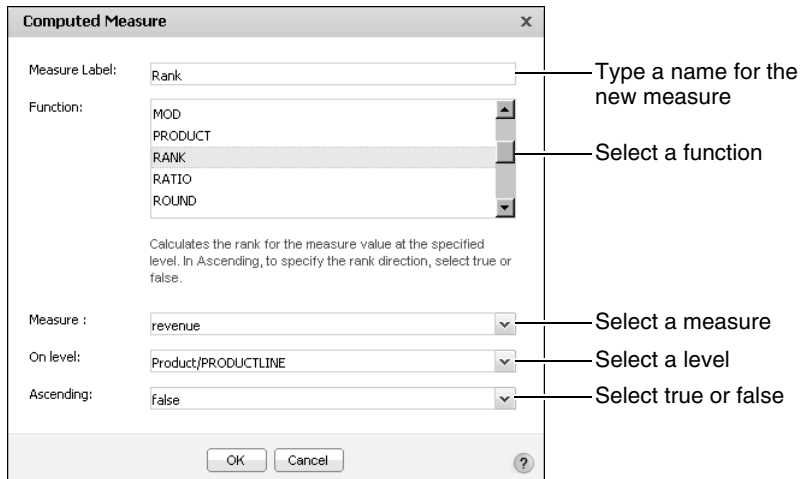 Computed Measure x
Measure Label: Rank
Type a name for the
new measure
Function:
MOD
PRODUCT
RANK
Select a function
RATIO
ROUND
Calculates the rank for the measure value at the specified
level. In Ascending, to specify the rank direction, select true or
false.
Measure : revenue
Select a measure
On level: Product/PRODUCTLINE
Select a level
Ascending: false
Select true or false
OK Cancel ?